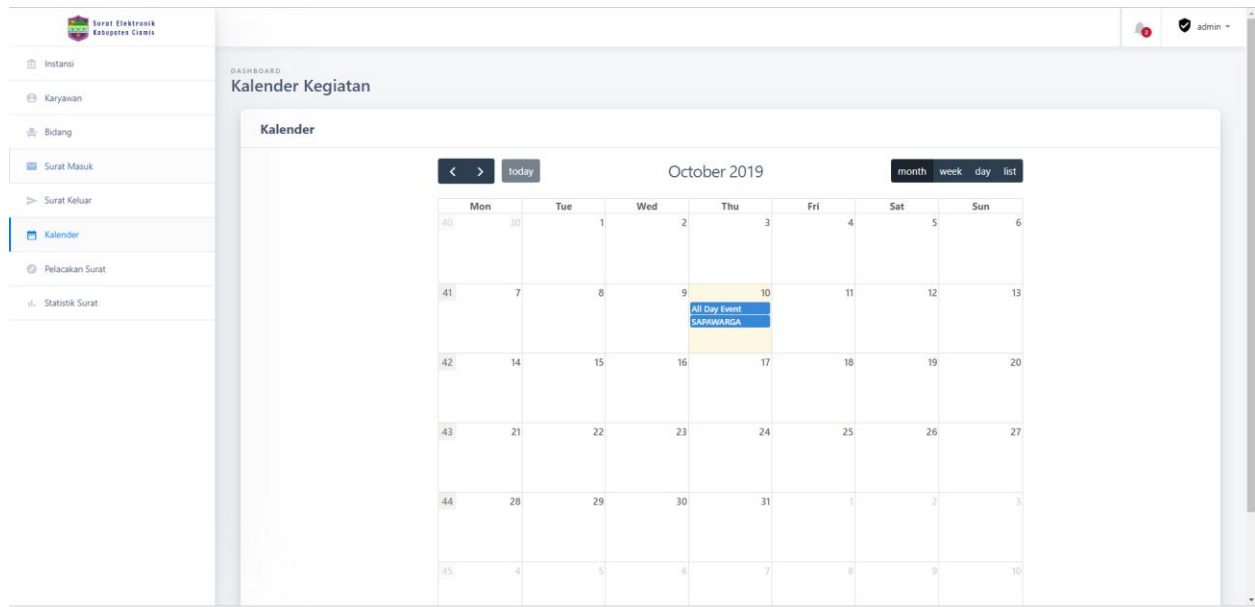 Surat Elektronik
Kabupaten Ciamis
2
admin
Instansi
Karyawan
Bidang
Surat Masuk
Surat Keluar
Kalender
Pelacakan Surat
Statistik Surat
DASHBOARD
Kalender Kegiatan
Kalender
< > today October 2019 month week day list
Mon Tue Wed Thu Fri Sat Sun
40 30 1 2 3 4 5 6
41 7 8 9 10 11 12 13
All Day Event
SAPAWARGA
42 14 15 16 17 18 19 20
43 21 22 23 24 25 26 27
44 28 29 30 31 1 2 3
45 4 5 6 7 8 9 10